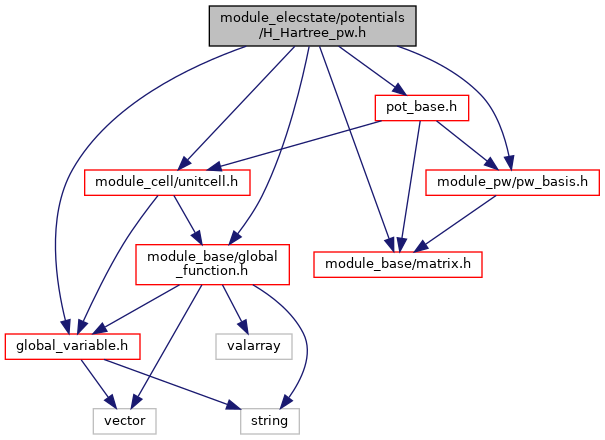 module_elecstate/potentials
/H_Hartree_pw.h
pot_base.h
module_cell/unitcell.h
module_pw/pw_basis.h
module_base/global
_function.h
module_base/matrix.h
global_variable.h
valarray
vector
string